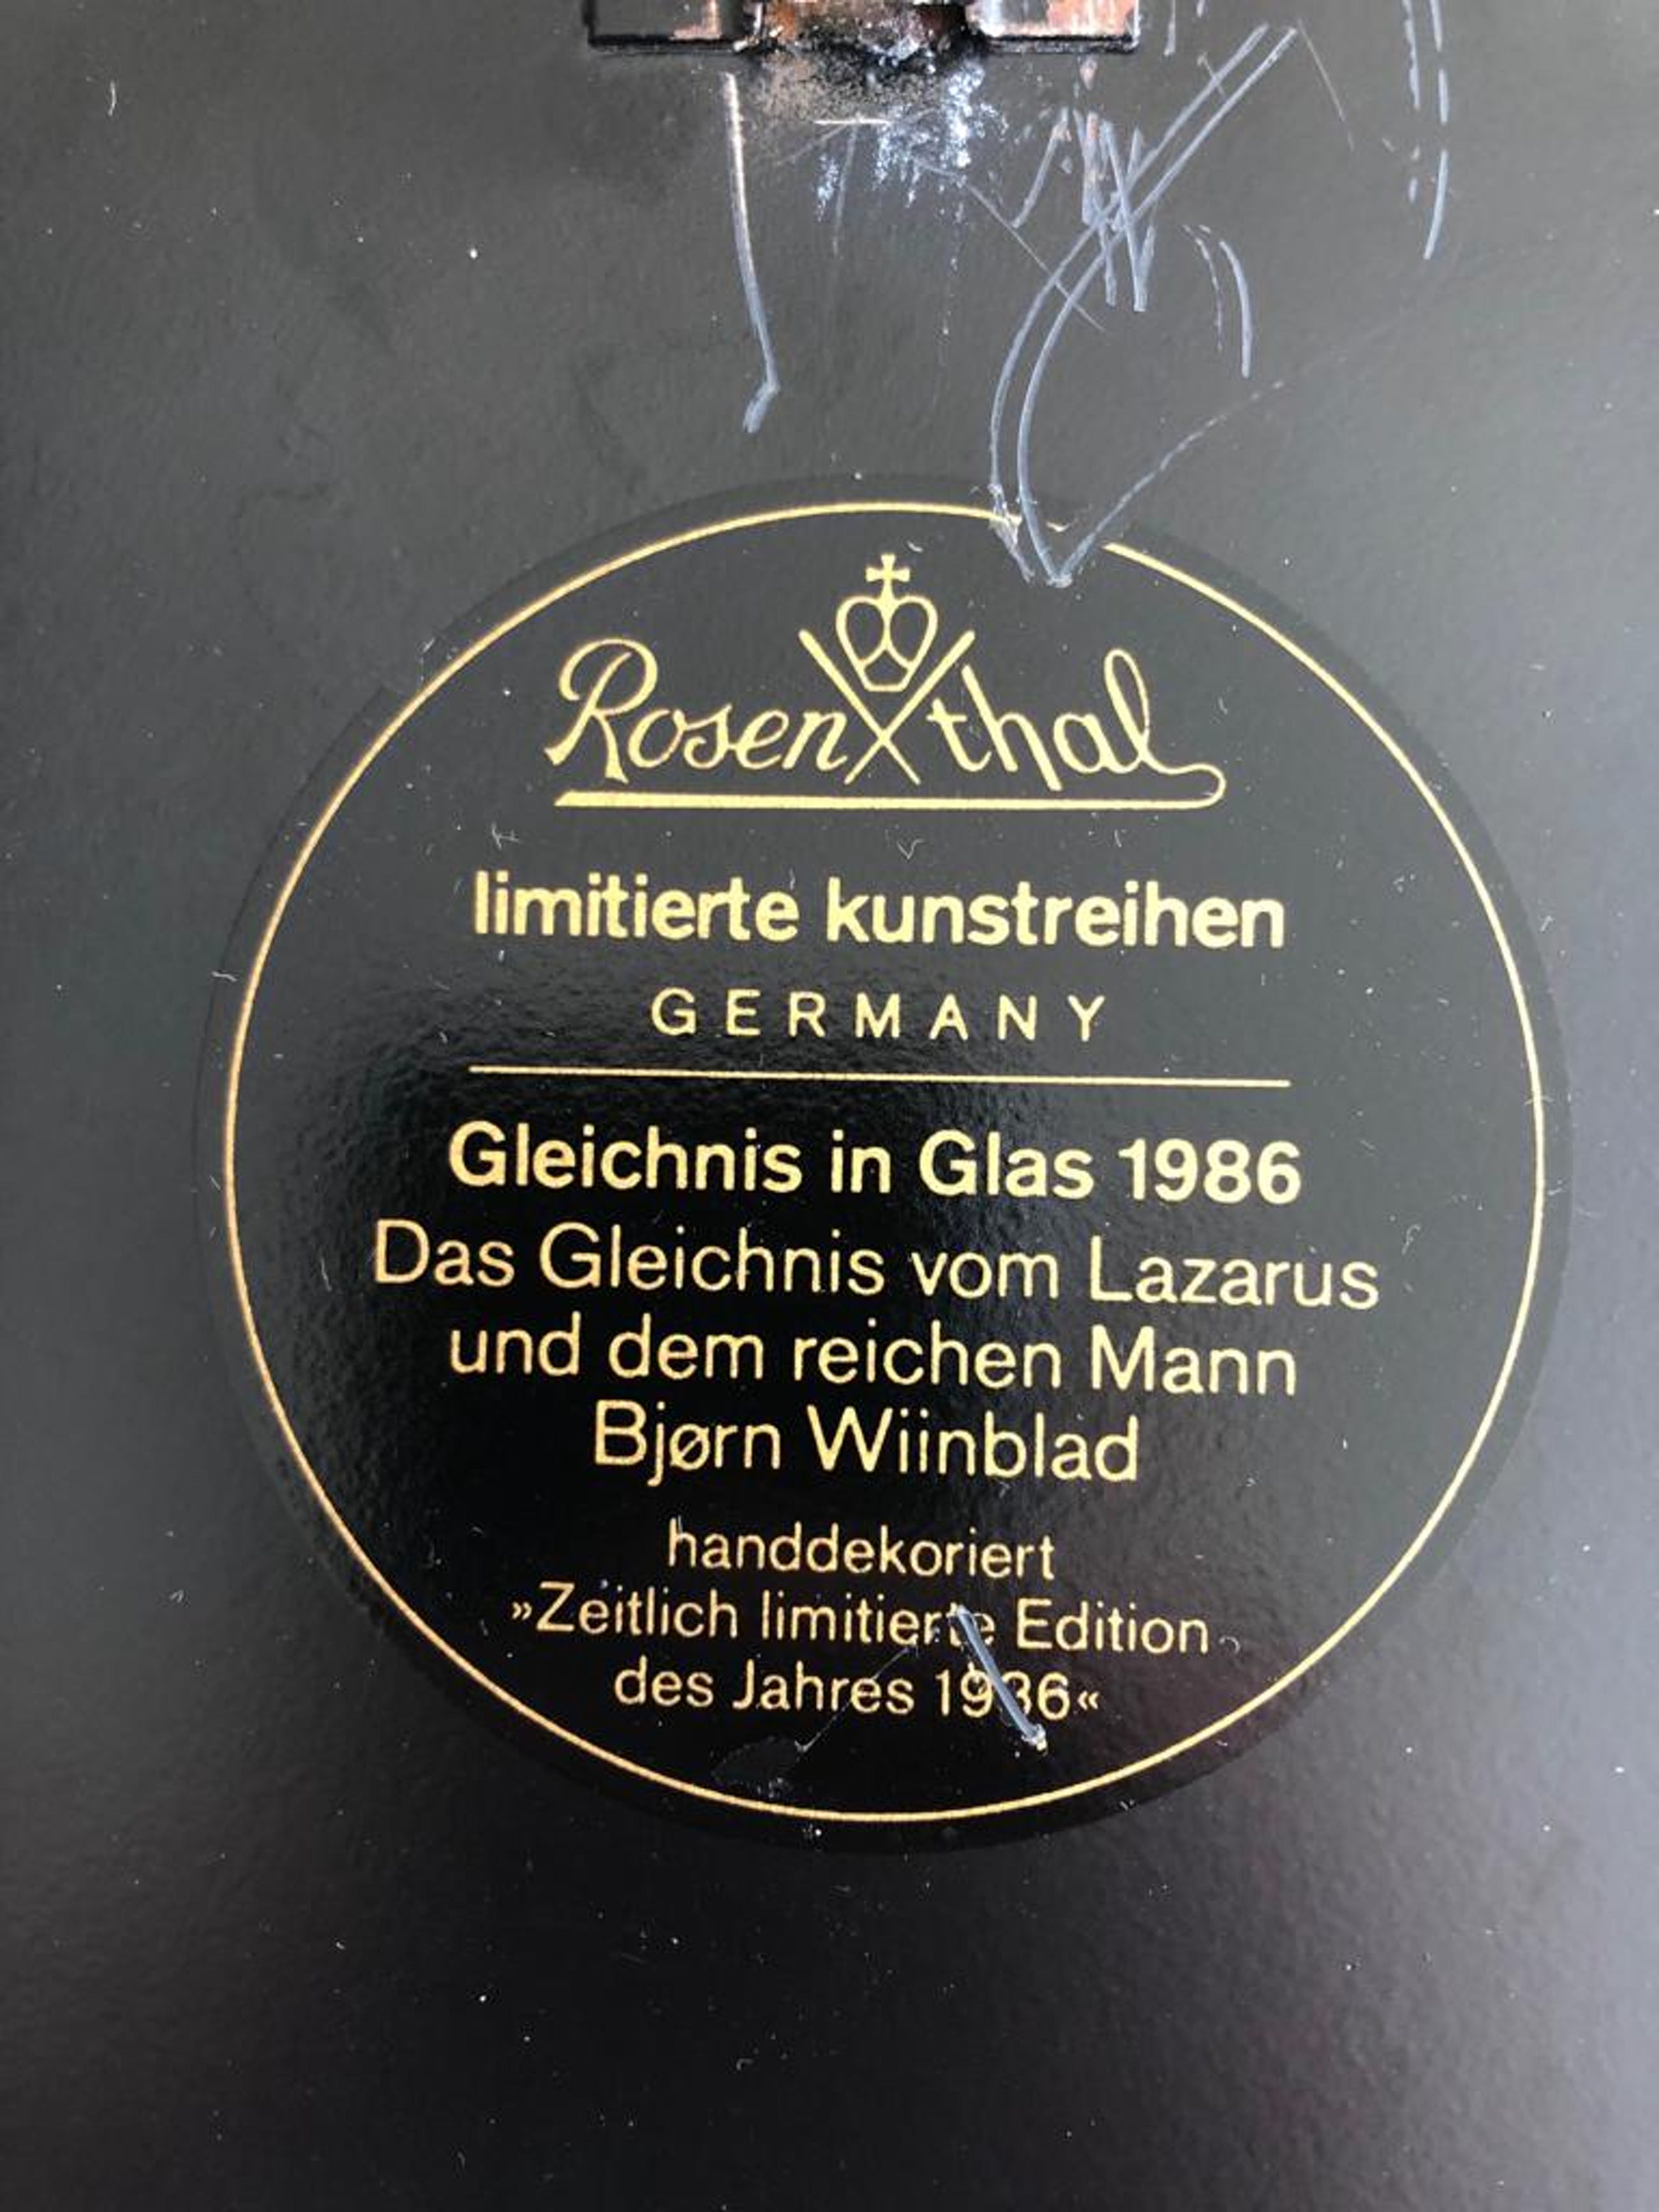 Rosenthal
limitierte kunstreihen
GERMANY
Gleichnis in Glas 1986
Das Gleichnis vom Lazarus
und dem reichen Mann
Bjørn Wiinblad
handdekoriert
»Zeitlich limitierte Edition
des Jahres 1986«